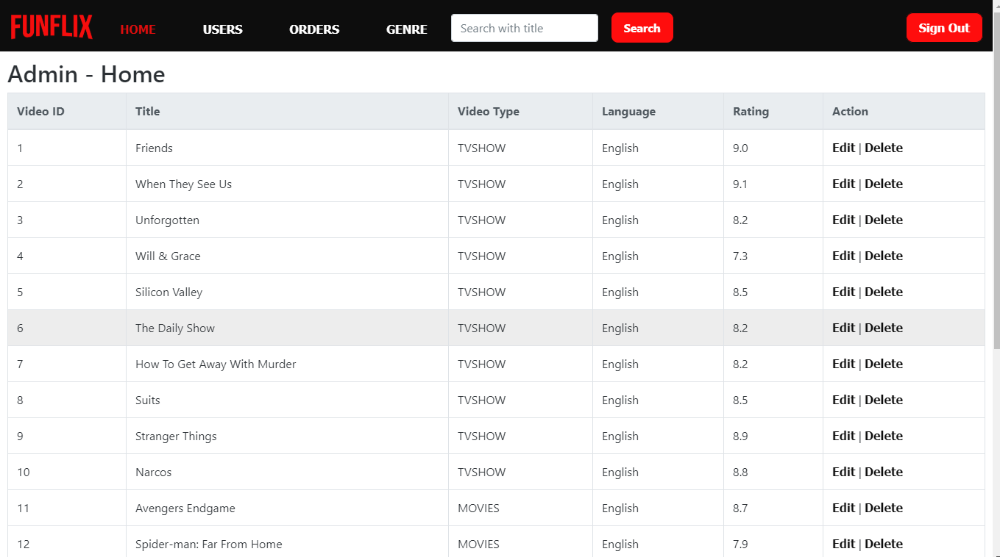 FUNFLIX HOME USERS ORDERS GENRE Search with title Search Sign Out
Admin - Home
Video ID Title Video Type Language Rating Action
1 Friends TVSHOW English 9.0 Edit | Delete
2 When They See Us TVSHOW English 9.1 Edit | Delete
3 Unforgotten TVSHOW English 8.2 Edit | Delete
4 Will & Grace TVSHOW English 7.3 Edit | Delete
5 Silicon Valley TVSHOW English 8.5 Edit | Delete
6 The Daily Show TVSHOW English 8.2 Edit | Delete
7 How To Get Away With Murder TVSHOW English 8.2 Edit | Delete
8 Suits TVSHOW English 8.5 Edit | Delete
9 Stranger Things TVSHOW English 8.9 Edit | Delete
10 Narcos TVSHOW English 8.8 Edit | Delete
11 Avengers Endgame MOVIES English 8.7 Edit | Delete
12 Spider-man: Far From Home MOVIES English 7.9 Edit | Delete